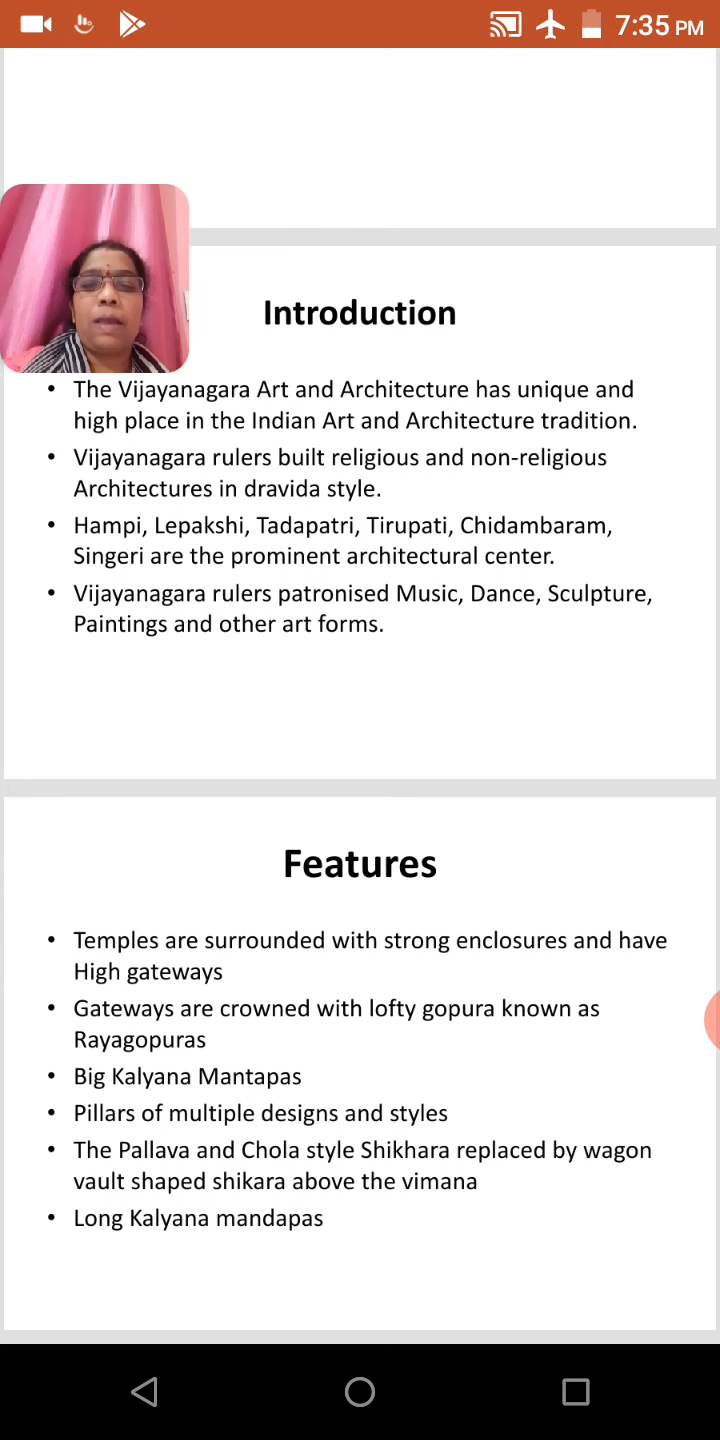 7:35 PM
Introduction
• The Vijayanagara Art and Architecture has unique and
high place in the Indian Art and Architecture tradition.
• Vijayanagara rulers built religious and non-religious
Architectures in dravida style.
• Hampi, Lepakshi, Tadapatri, Tirupati, Chidambaram,
Singeri are the prominent architectural center.
• Vijayanagara rulers patronised Music, Dance, Sculpture,
Paintings and other art forms.
Features
• Temples are surrounded with strong enclosures and have
High gateways
• Gateways are crowned with lofty gopura known as
Rayagopuras
• Big Kalyana Mantapas
• Pillars of multiple designs and styles
• The Pallava and Chola style Shikhara replaced by wagon
vault shaped shikara above the vimana
• Long Kalyana mandapas